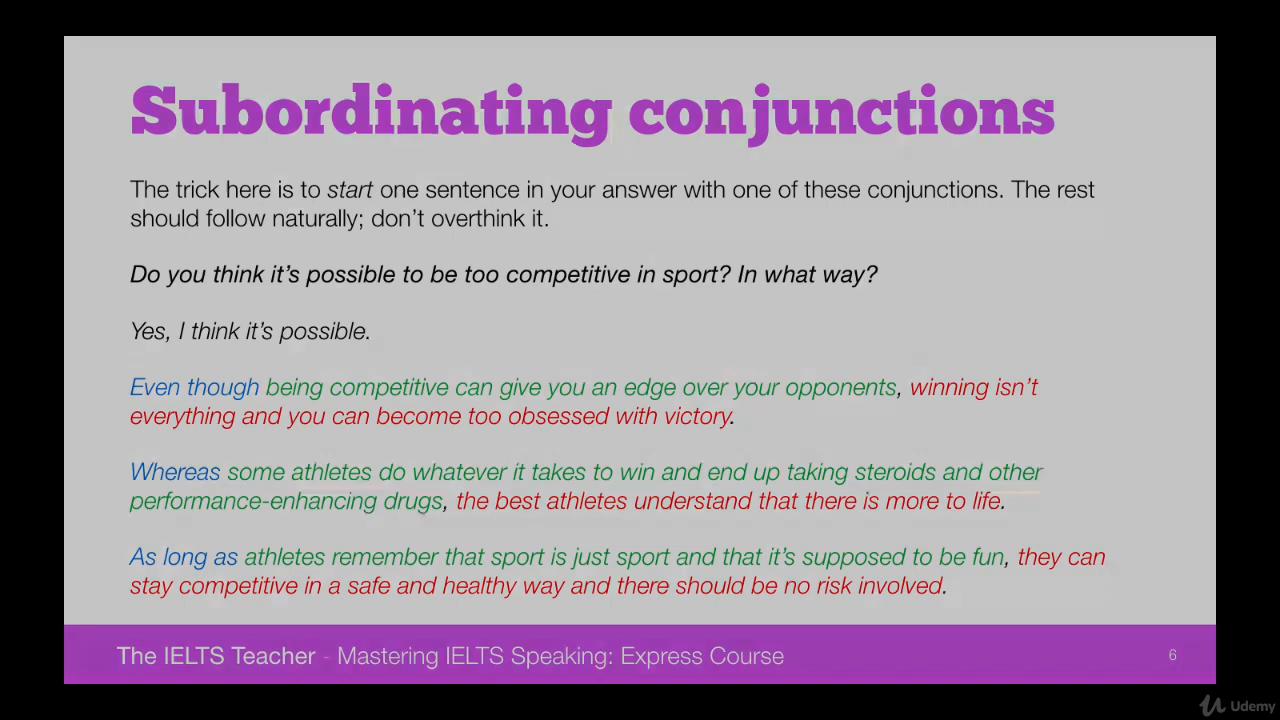 Subordinating conjunctions
The trick here is to start one sentence in your answer with one of these conjunctions. The rest
should follow naturally; don’t overthink it.
Do you think it’s possible to be too competitive in sport? In what way?
Yes, I think it’s possible.
Even though being competitive can give you an edge over your opponents, winning isn’t
everything and you can become too obsessed with victory.
Whereas some athletes do whatever it takes to win and end up taking steroids and other
performance-enhancing drugs, the best athletes understand that there is more to life.
As long as athletes remember that sport is just sport and that it’s supposed to be fun, they can
stay competitive in a safe and healthy way and there should be no risk involved.
The IELTS Teacher - Mastering IELTS Speaking: Express Course
6
Udemy